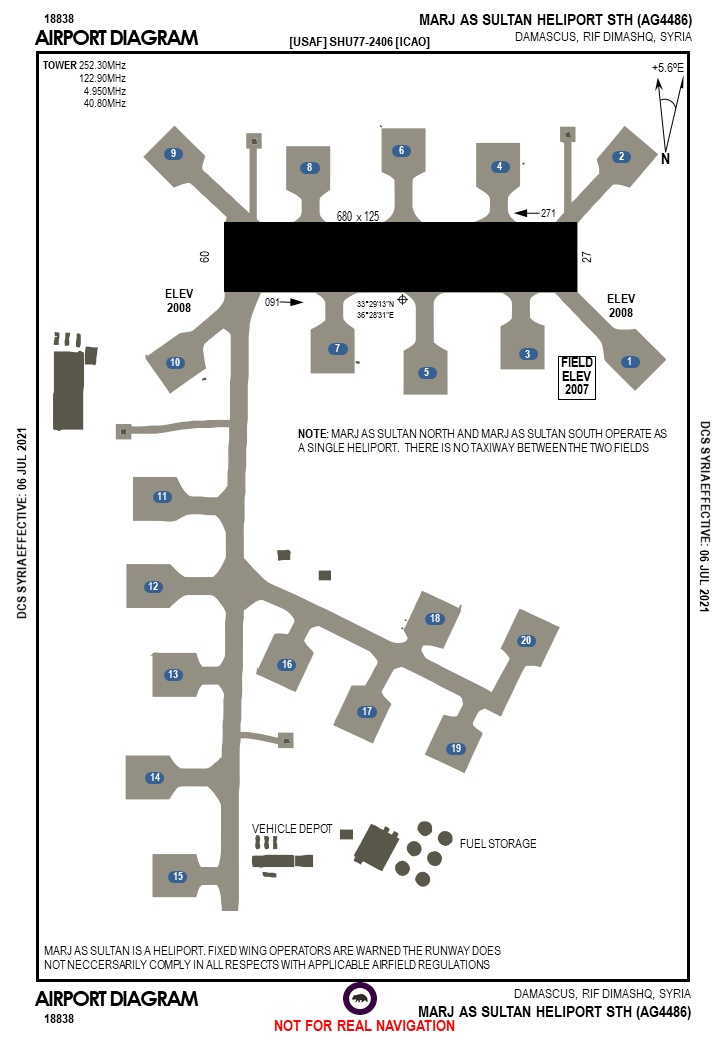 18838
MARJ AS SULTAN HELIPORT STH (AG4486)
AIRPORT DIAGRAM
[USAF] SHU77-2406 [ICAO]
DAMASCUS, RIF DIMASHQ, SYRIA
TOWER 252.30MHz
122.90MHz
4.950MHz
40.80MHz
+5.6ºE
N
9
8
6
4
2
680 x 125
271
60
27
ELEV
2008
091
33°29'13"N
36°28'31"E
ELEV
2008
10
7
5
3
1
FIELD
ELEV
2007
NOTE: MARJ AS SULTAN NORTH AND MARJ AS SULTAN SOUTH OPERATE AS
A SINGLE HELIPORT. THERE IS NO TAXIWAY BETWEEN THE TWO FIELDS
DCS SYRIA EFFECTIVE: 06 JUL 2021
DCS SYRIA EFFECTIVE: 06 JUL 2021
11
12
18
20
13
16
17
19
14
15
VEHICLE DEPOT
FUEL STORAGE
MARJ AS SULTAN IS A HELIPORT. FIXED WING OPERATORS ARE WARNED THE RUNWAY DOES
NOT NECCERSARILY COMPLY IN ALL RESPECTS WITH APPLICABLE AIRFIELD REGULATIONS
AIRPORT DIAGRAM
DAMASCUS, RIF DIMASHQ, SYRIA
18838
MARJ AS SULTAN HELIPORT STH (AG4486)
NOT FOR REAL NAVIGATION